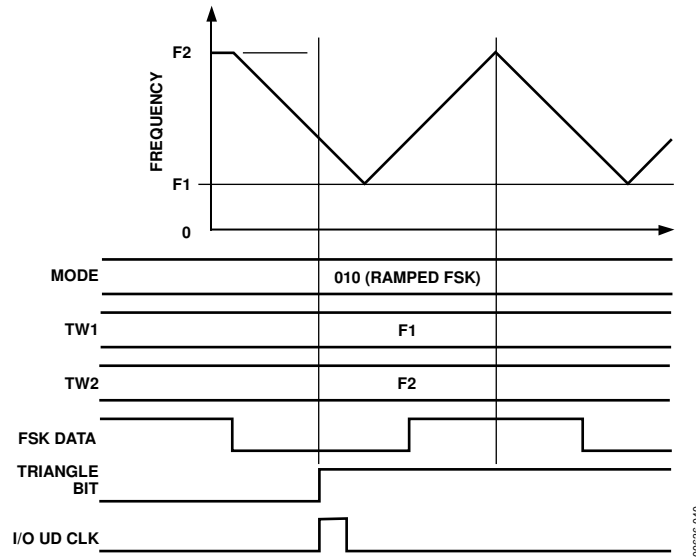 F2
FREQUENCY
F1
0
MODE
010 (RAMPED FSK)
TW1
F1
TW2
F2
FSK DATA
TRIANGLE
BIT
I/O UD CLK